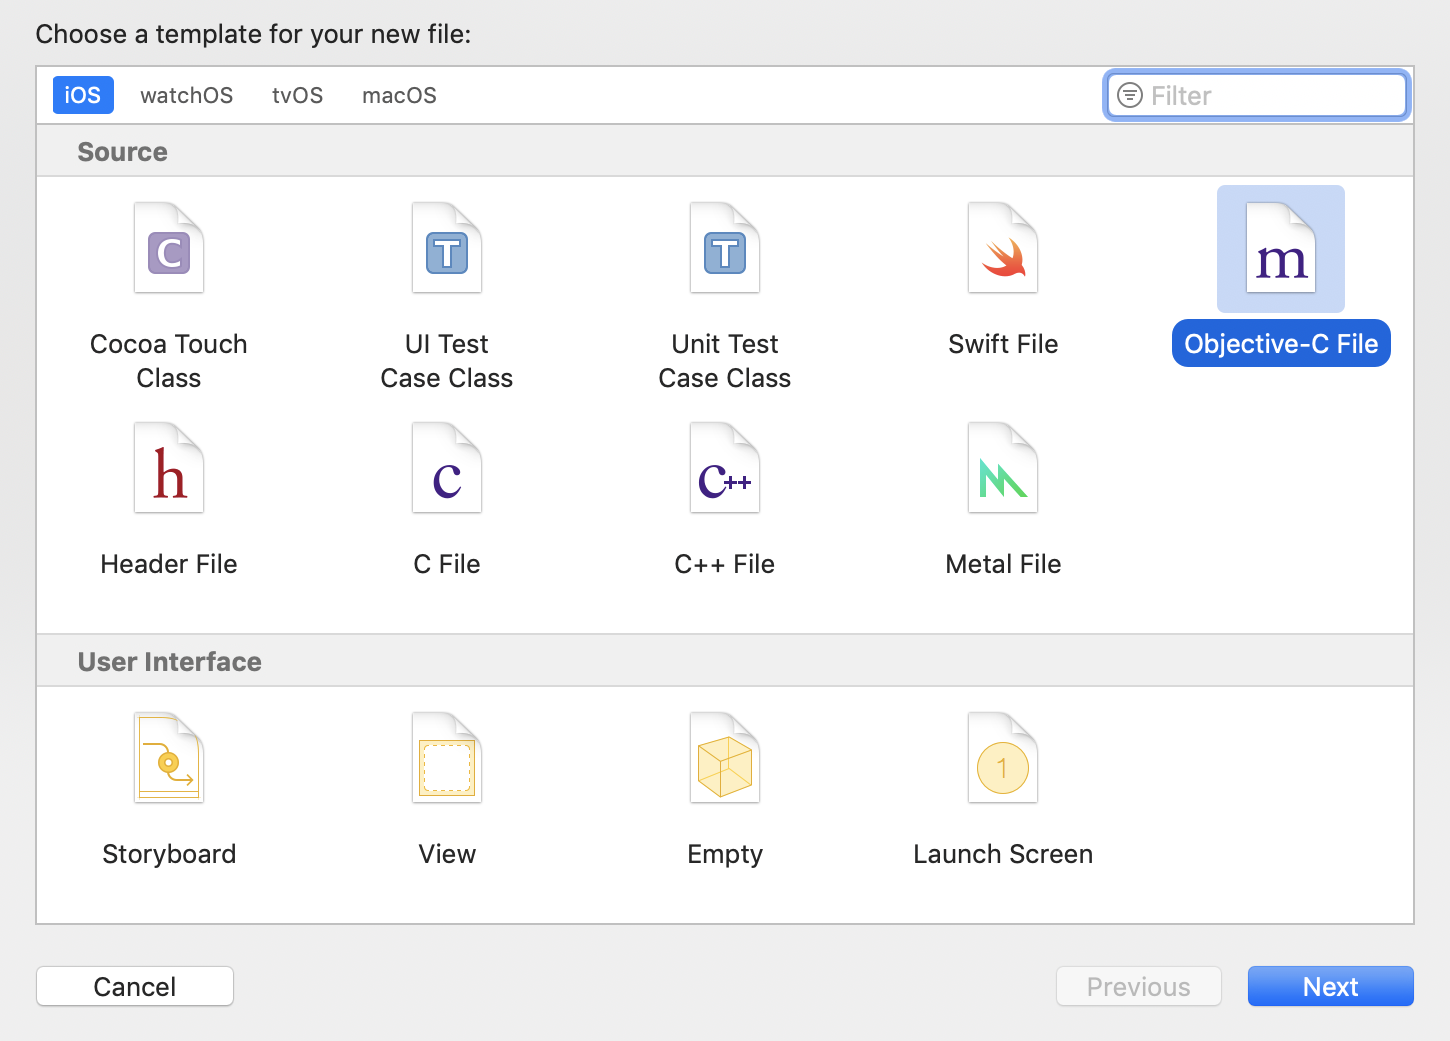 Choose a template for your new file:
iOS watchOS tvOS macOS Filter
Source
C T T m
Cocoa Touch UI Test Unit Test Swift File Objective-C File
Class Case Class Case Class
h c C++
Header File C File C++ File Metal File
User Interface
1
Storyboard View Empty Launch Screen
Cancel Previous Next